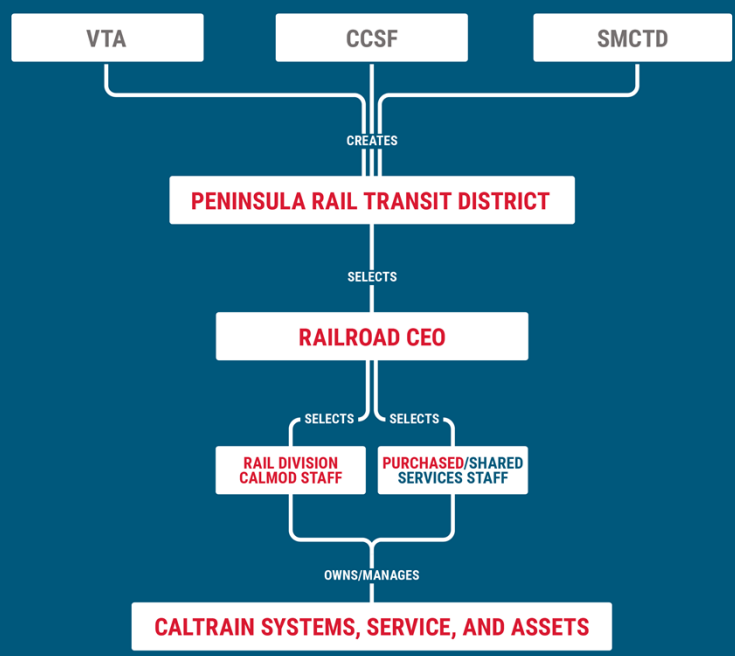 VTA
CCSF
SMCTD
CREATES
PENINSULA RAIL TRANSIT DISTRICT
SELECTS
RAILROAD CEO
SELECTS
SELECTS
RAIL DIVISION
CALMOD STAFF
PURCHASED/SHARED
SERVICES STAFF
OWNS/MANAGES
CALTRAIN SYSTEMS, SERVICE, AND ASSETS